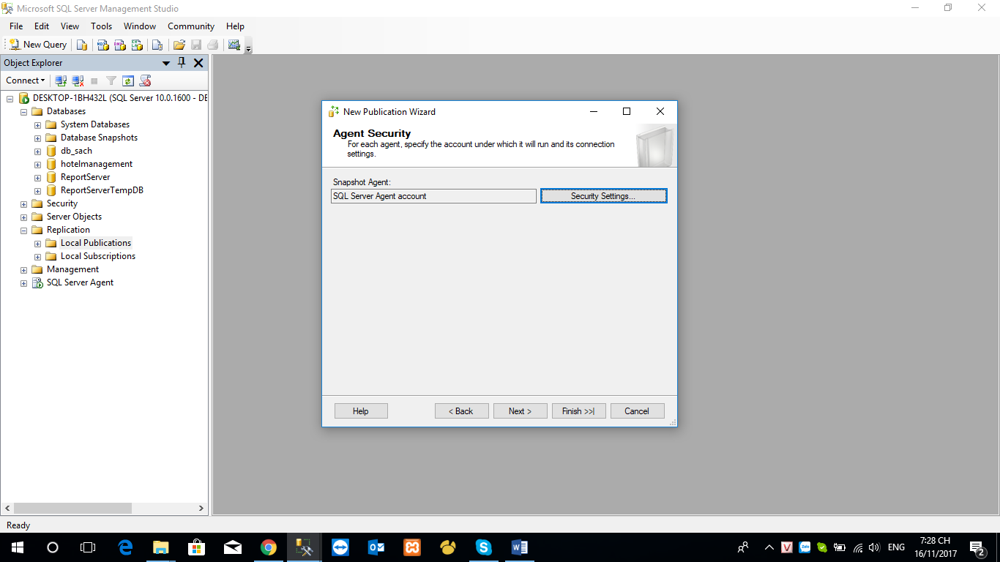 Microsoft SQL Server Management Studio
File Edit View Tools Window Community Help
New Query
Object Explorer
Connect
DESKTOP-1BH432L (SQL Server 10.0.1600 - DE
Databases
System Databases
Database Snapshots
db_sach
hotelmanagement
ReportServer
ReportServerTempDB
Security
Server Objects
Replication
Local Publications
Local Subscriptions
Management
SQL Server Agent
New Publication Wizard
Agent Security
For each agent, specify the account under which it will run and its connection
settings.
Snapshot Agent:
SQL Server Agent account
Security Settings...
Help
< Back
Next >
Finish >>|
Cancel
Ready
ENG
7:28 CH
16/11/2017
2